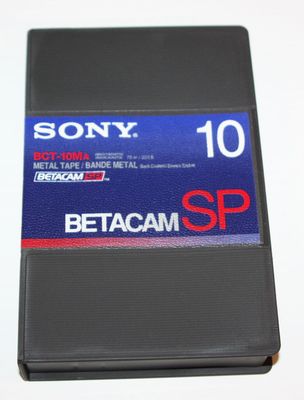 SONY. 10
BCT-10MA
METAL TAPE / BANDE METAL
BETACAM SP
BETACAM SP